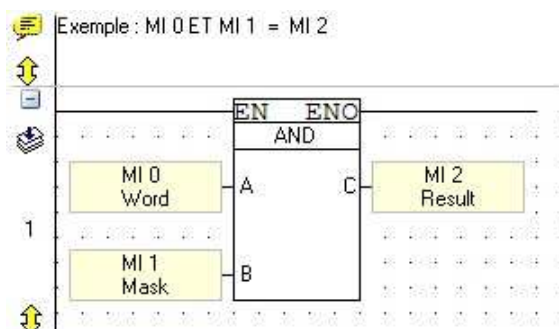 Exemple : MI 0 ET MI 1 = MI 2
EN ENO
AND
MI 0
Word
A
C
MI 2
Result
1
MI 1
Mask
B